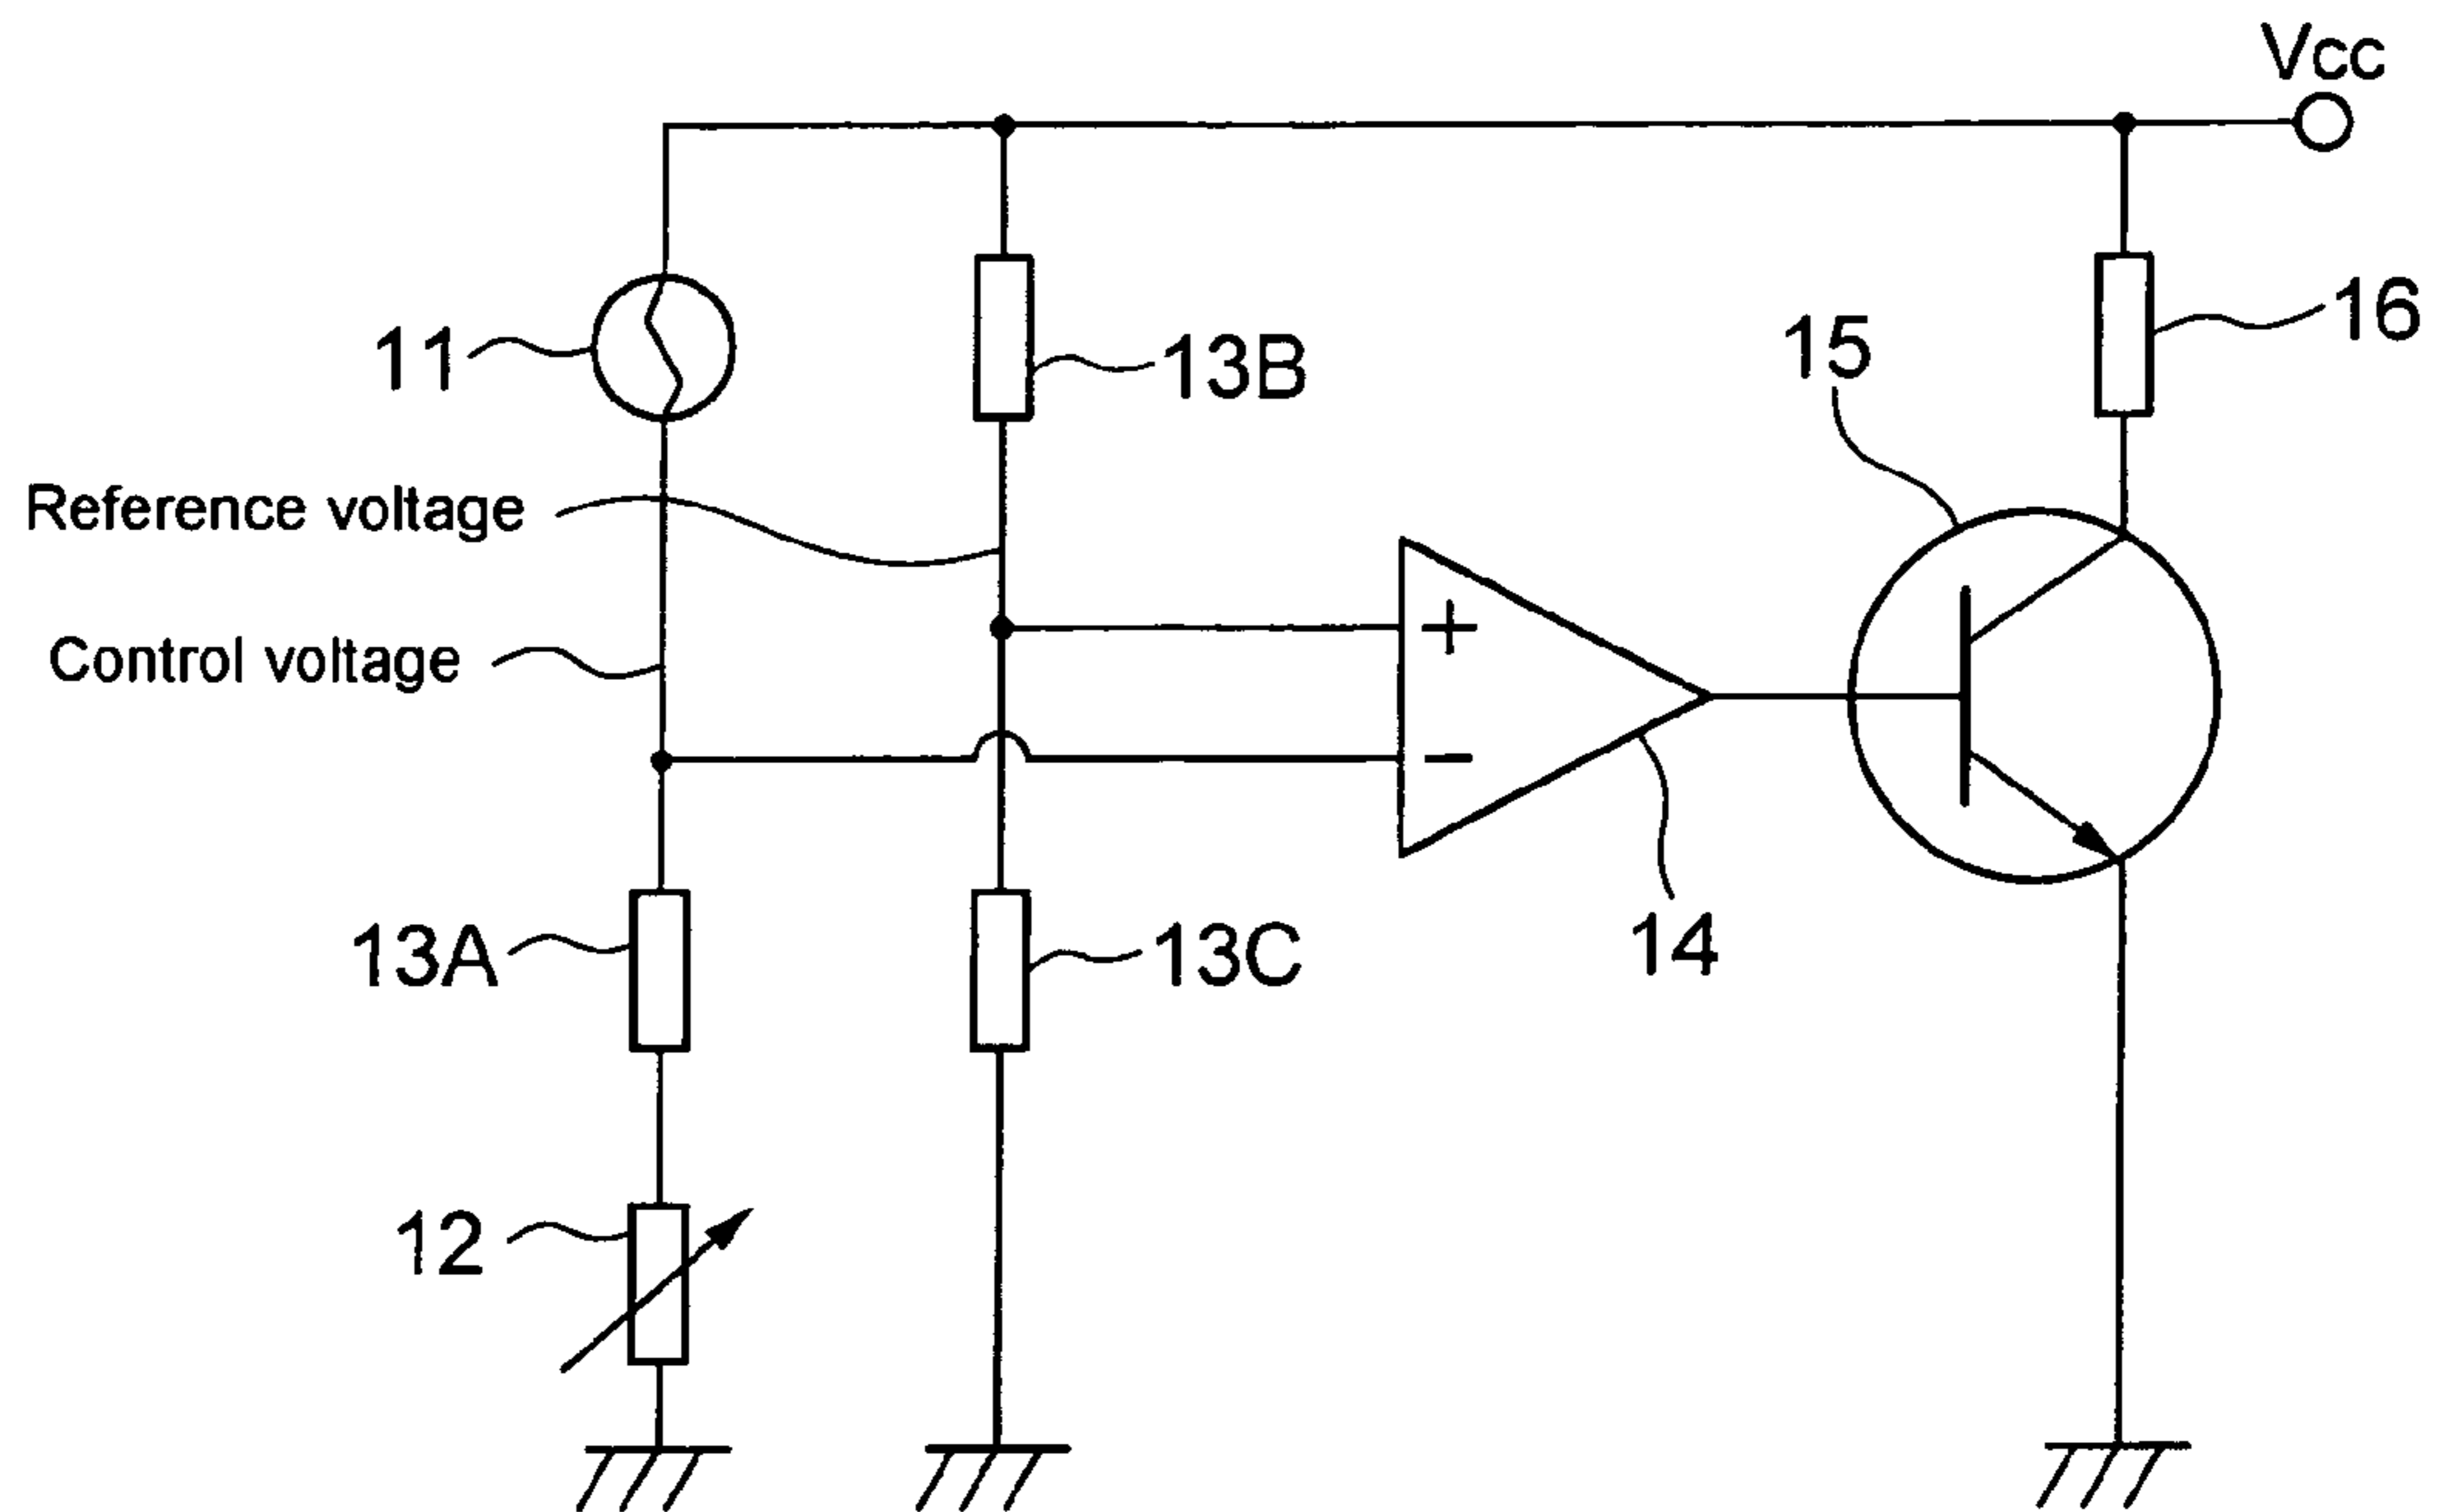 Vcc
11
13B
15
16
Reference voltage
Control voltage
+
−
13A
13C
14
12